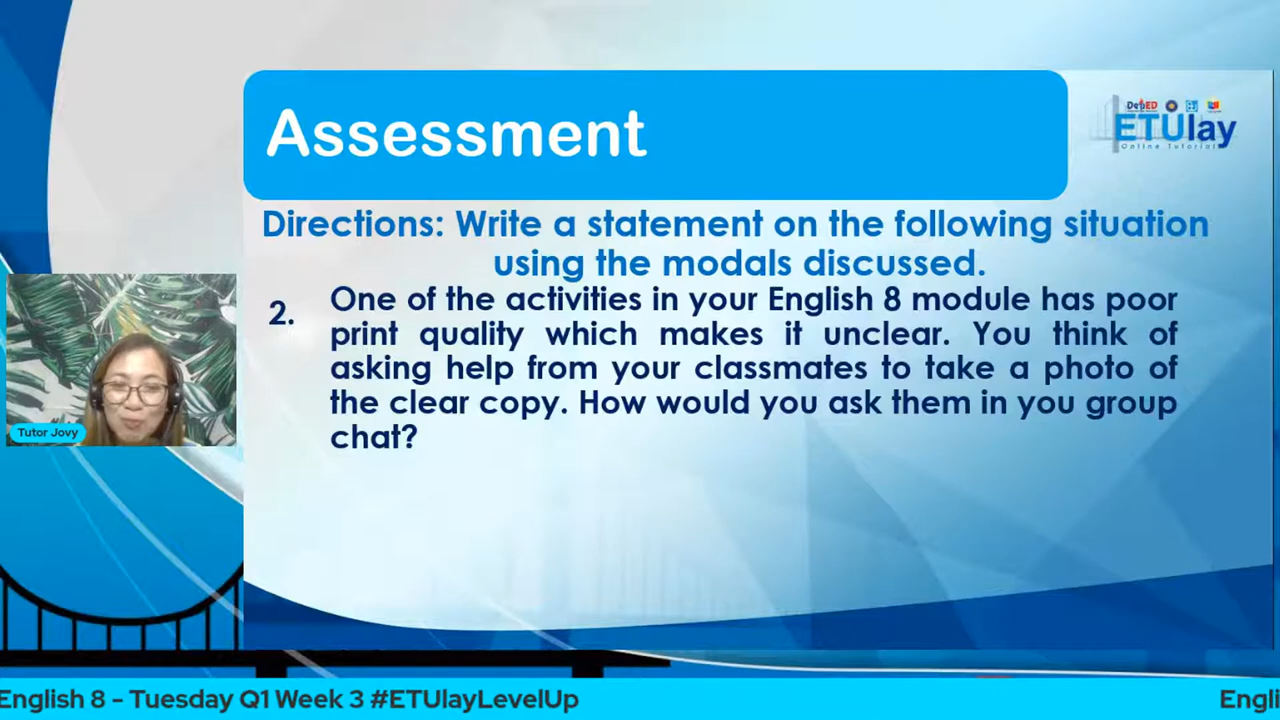 Assessment
DepED
ETUlay
Online Tutorial
Directions: Write a statement on the following situation
using the modals discussed.
2. One of the activities in your English 8 module has poor
print quality which makes it unclear. You think of
asking help from your classmates to take a photo of
the clear copy. How would you ask them in you group
chat?
Tutor Jovy
English 8 - Tuesday Q1 Week 3 #ETUlayLevelUp
Engli